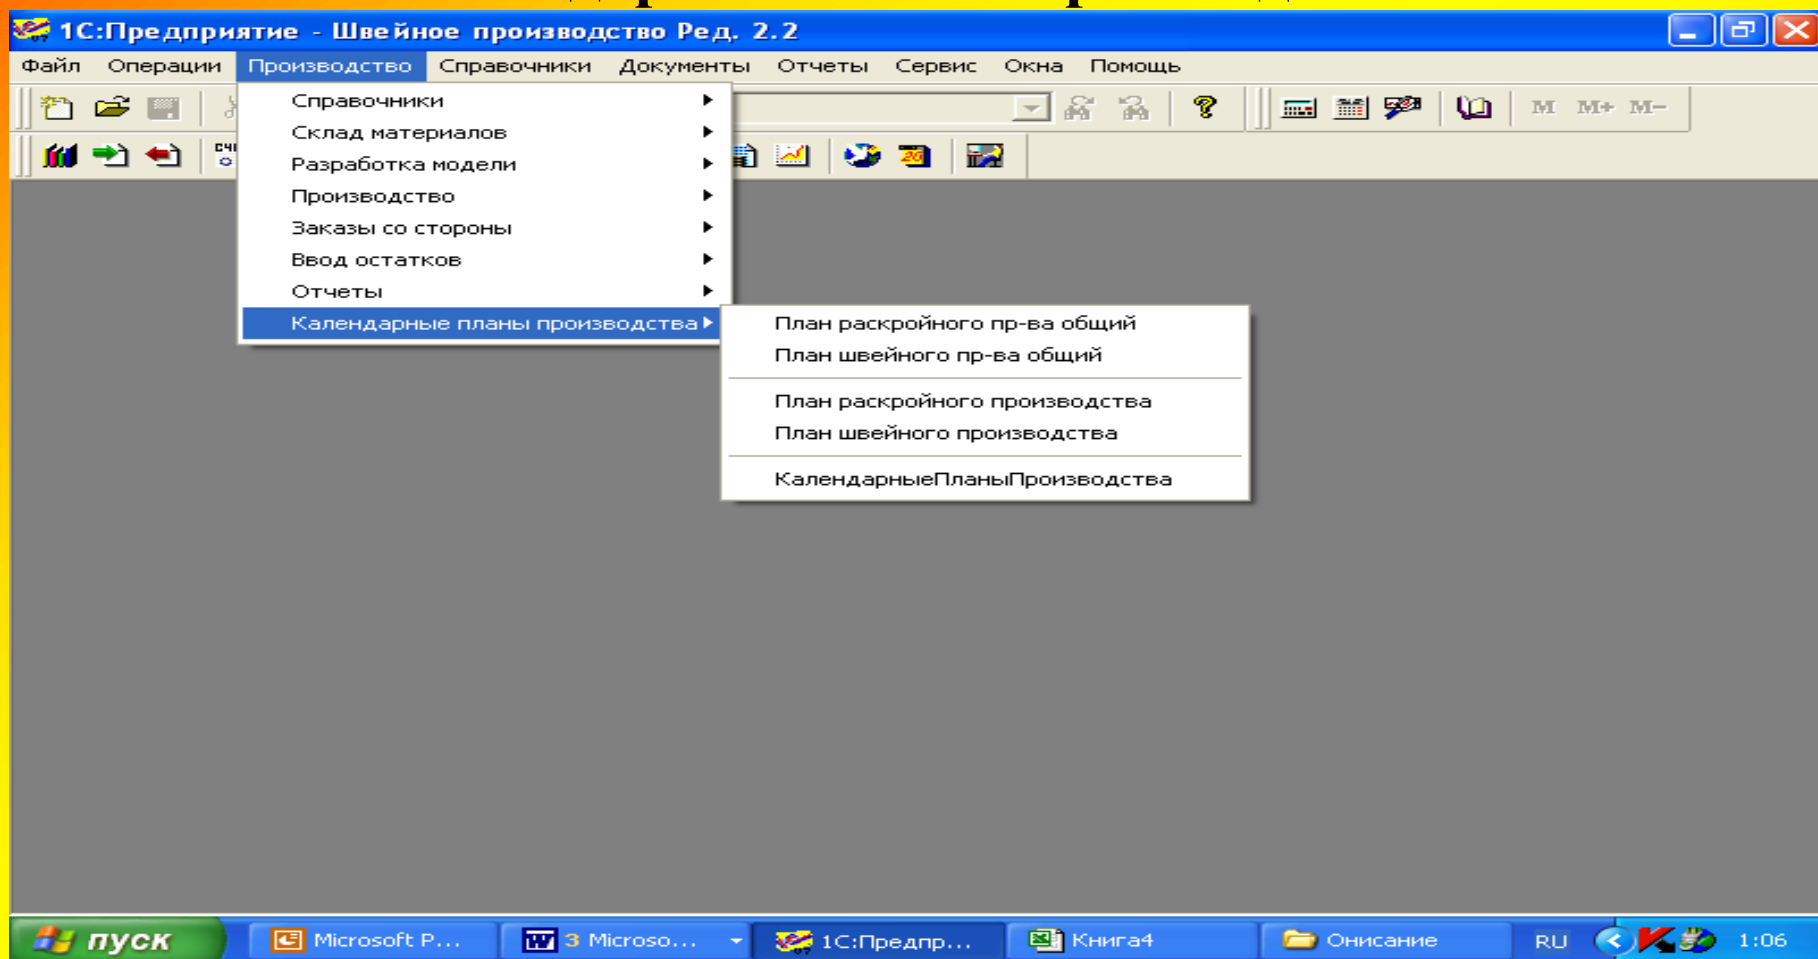 1С:Предприятие - Швейное производство Ред. 2.2
Файл Операции Производство Справочники Документы Отчеты Сервис Окна Помощь
Справочники
М М+ М-
Склад материалов
Разработка модели
Производство
Заказы со стороны
Ввод остатков
Отчеты
Календарные планы производства
План раскройного пр-ва общий
План швейного пр-ва общий
План раскройного производства
План швейного производства
КалендарныеПланыПроизводства
пуск Microsoft P... 3 Microso... 1С:Предпр... Книга4 Онисание RU 1:06